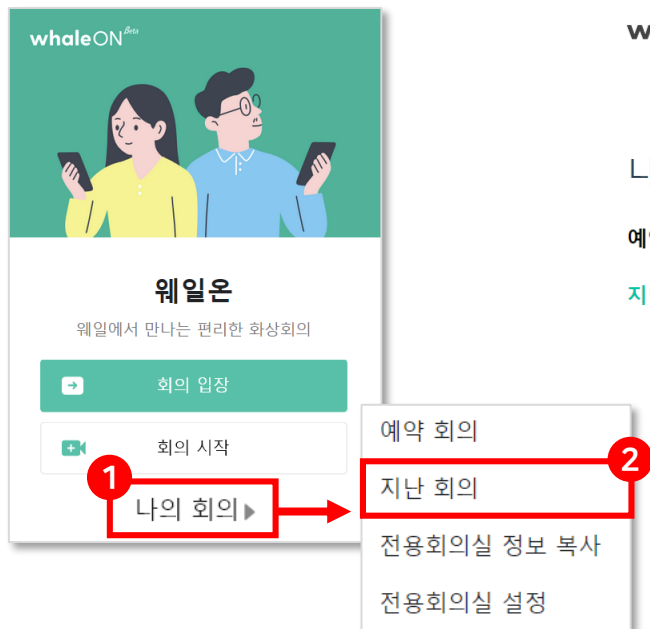 whaleON Beta
웨일온
웨일에서 만나는 편리한 화상회의
회의 입장
회의 시작
1
나의 회의▶
예약 회의
2
지난 회의
전용회의실 정보 복사
전용회의실 설정
w
지